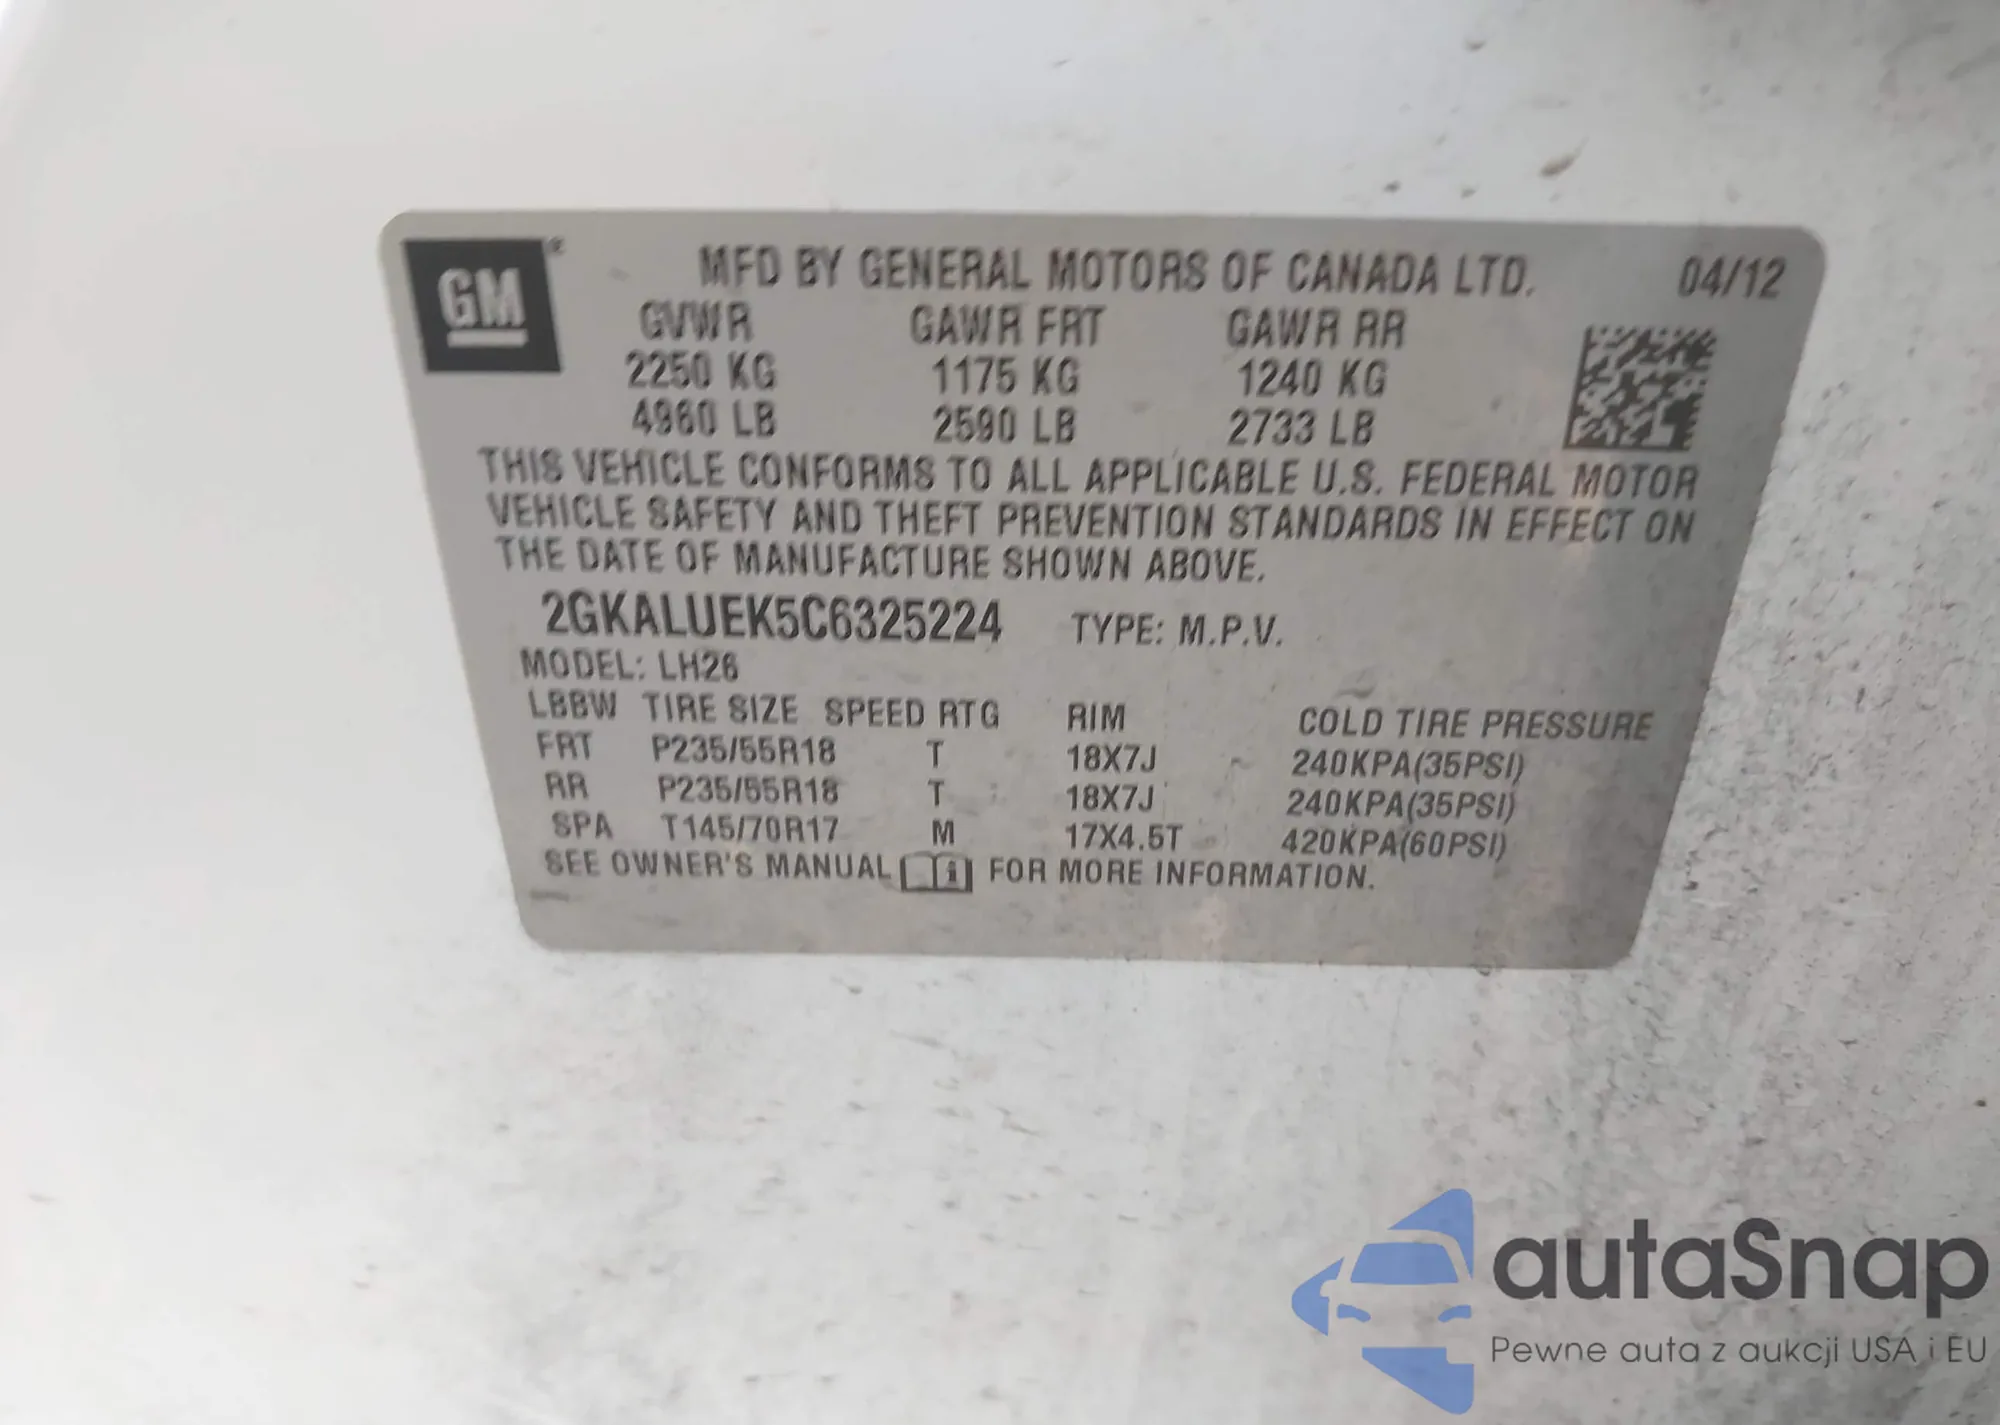 GM
MFD BY GENERAL MOTORS OF CANADA LTD. 04/12
GVWR GAWR FRT GAWR RR
2250 KG 1175 KG 1240 KG
4960 LB 2590 LB 2733 LB
THIS VEHICLE CONFORMS TO ALL APPLICABLE U.S. FEDERAL MOTOR
VEHICLE SAFETY AND THEFT PREVENTION STANDARDS IN EFFECT ON
THE DATE OF MANUFACTURE SHOWN ABOVE.
2GKALUEK5C6325224 TYPE: M.P.V.
MODEL: LH26
LBBW TIRE SIZE SPEED RTG RIM COLD TIRE PRESSURE
FRT P235/55R18 T 18X7J 240KPA(35PSI)
RR P235/55R18 T 18X7J 240KPA(35PSI)
SPA T145/70R17 M 17X4.5T 420KPA(60PSI)
SEE OWNER'S MANUAL FOR MORE INFORMATION.
autaSnap
Pewne auta z aukcji USA i EU